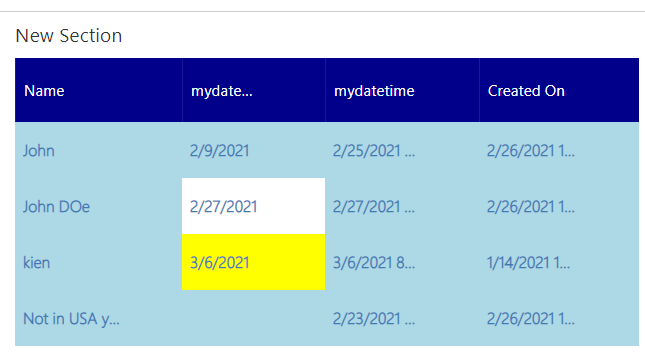 New Section
Name mydate... mydatetime Created On
John 2/9/2021 2/25/2021 ... 2/26/2021 1...
John DOe 2/27/2021 2/27/2021 ... 2/26/2021 1...
kien 3/6/2021 3/6/2021 8... 1/14/2021 1...
Not in USA y... 2/23/2021 ... 2/26/2021 1...